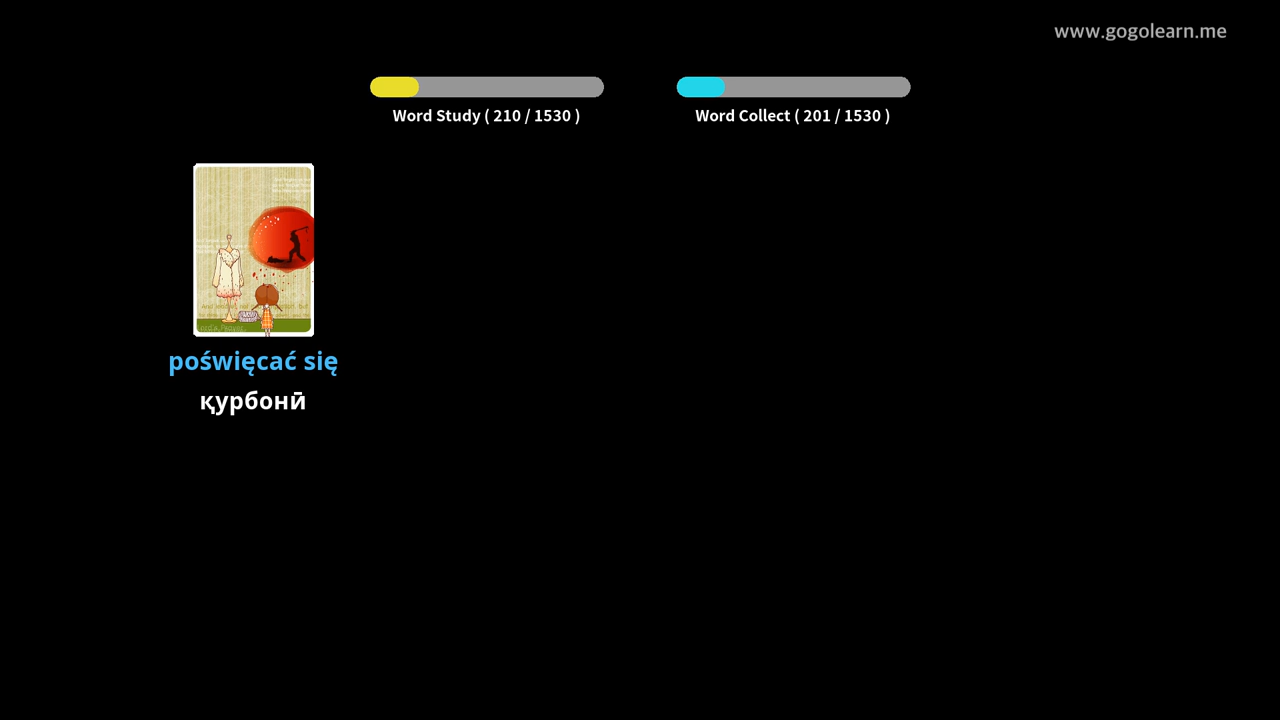 www.gogolearn.me
Word Study ( 210 / 1530 )
Word Collect ( 201 / 1530 )
poświęcać się
қурбонӣ